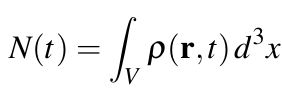 N(t) = ∫_V ρ(r,t) d³x